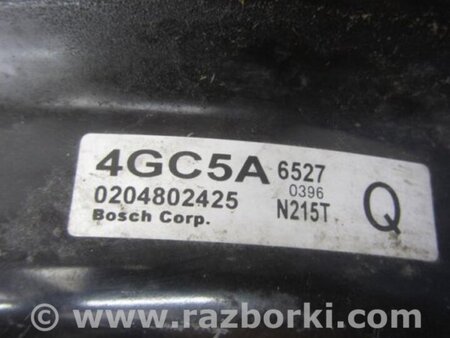 4GC5A 6527
0396
0204802425
Bosch Corp. N215T Q
© www.razborki.com